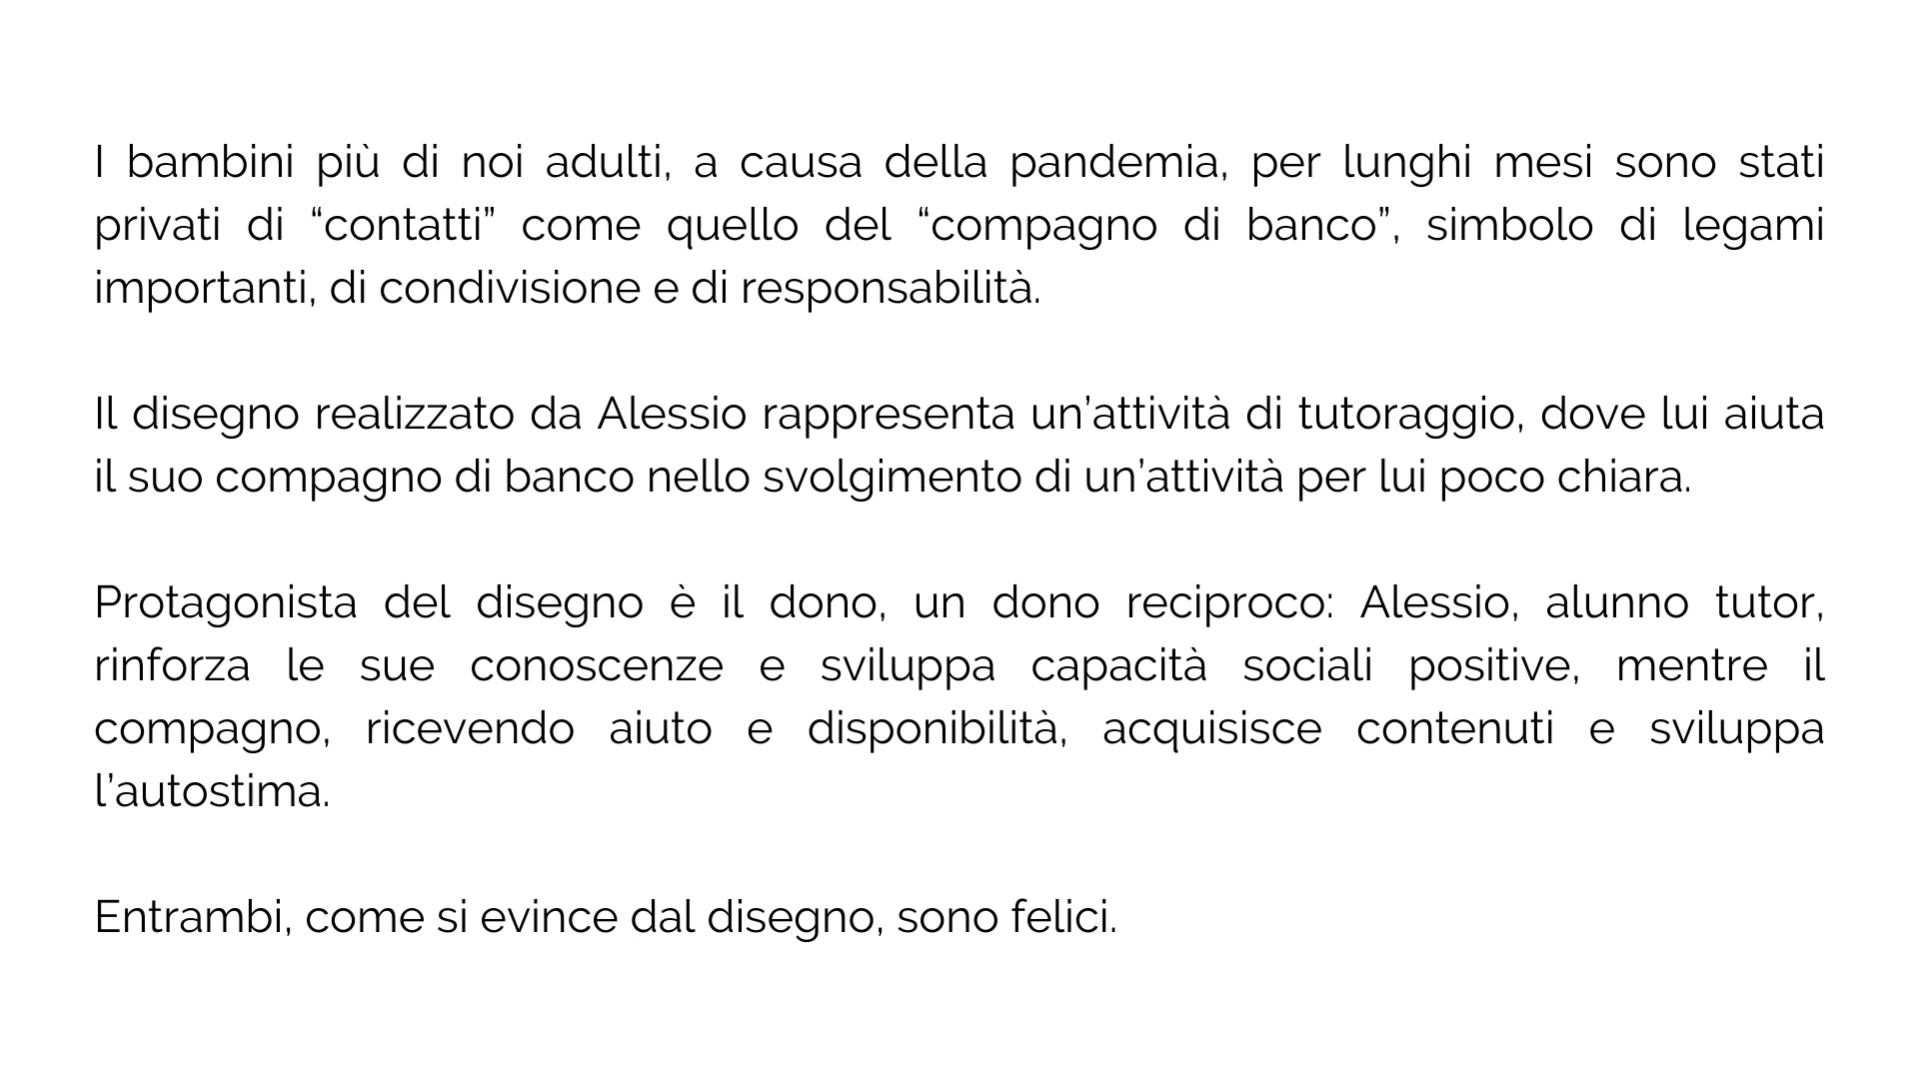 I bambini più di noi adulti, a causa della pandemia, per lunghi mesi sono stati
privati di “contatti” come quello del “compagno di banco”, simbolo di legami
importanti, di condivisione e di responsabilità.
Il disegno realizzato da Alessio rappresenta un’attività di tutoraggio, dove lui aiuta
il suo compagno di banco nello svolgimento di un’attività per lui poco chiara.
Protagonista del disegno è il dono, un dono reciproco: Alessio, alunno tutor,
rinforza le sue conoscenze e sviluppa capacità sociali positive, mentre il
compagno, ricevendo aiuto e disponibilità, acquisisce contenuti e sviluppa
l’autostima.
Entrambi, come si evince dal disegno, sono felici.